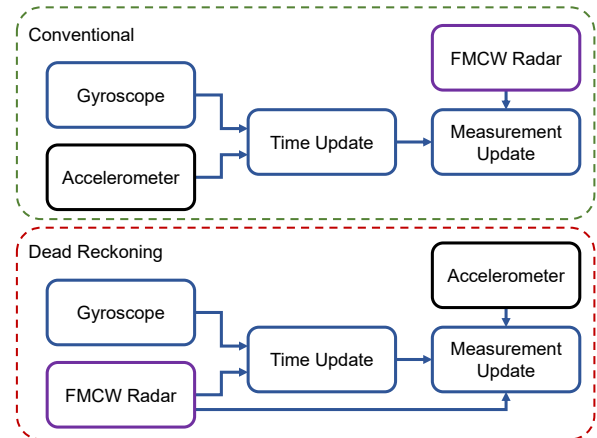 Conventional
FMCW Radar
Gyroscope
Time Update
Measurement
Update
Accelerometer
Dead Reckoning
Accelerometer
Gyroscope
Time Update
Measurement
Update
FMCW Radar